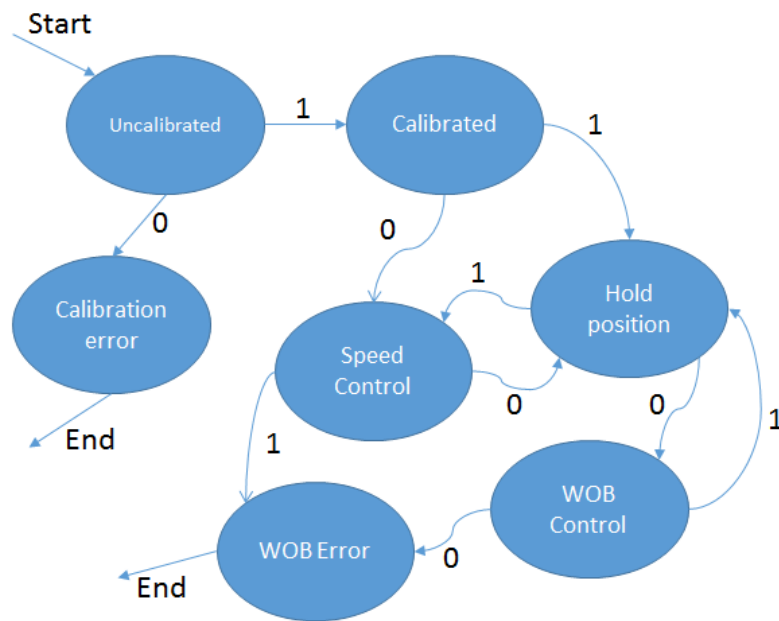 Start
Uncalibrated
1
Calibrated
1
0
0
Calibration
error
1
Hold
position
Speed
Control
0
0
1
End
1
WOB
Control
WOB Error
0
End